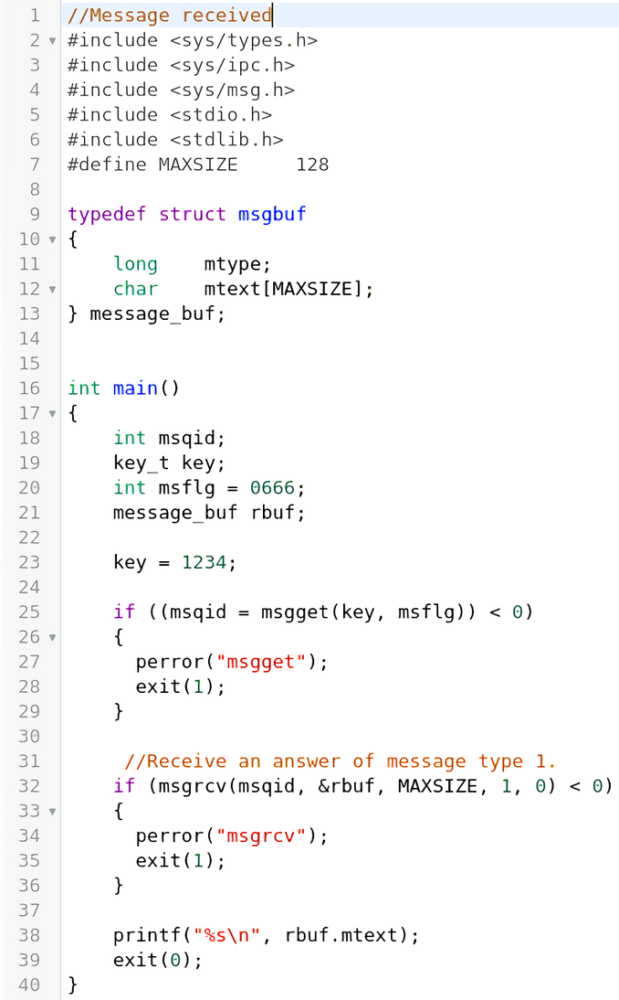 1 //Message received
2 #include <sys/types.h>
3 #include <sys/ipc.h>
4 #include <sys/msg.h>
5 #include <stdio.h>
6 #include <stdlib.h>
7 #define MAXSIZE     128
8
9 typedef struct msgbuf
10 {
11     long    mtype;
12     char    mtext[MAXSIZE];
13 } message_buf;
14
15
16 int main()
17 {
18     int msqid;
19     key_t key;
20     int msflg = 0666;
21     message_buf rbuf;
22
23     key = 1234;
24
25     if ((msqid = msgget(key, msflg)) < 0)
26     {
27       perror("msgget");
28       exit(1);
29     }
30
31      //Receive an answer of message type 1.
32     if (msgrcv(msqid, &rbuf, MAXSIZE, 1, 0) < 0)
33     {
34       perror("msgrcv");
35       exit(1);
36     }
37
38     printf("%s\n", rbuf.mtext);
39     exit(0);
40 }